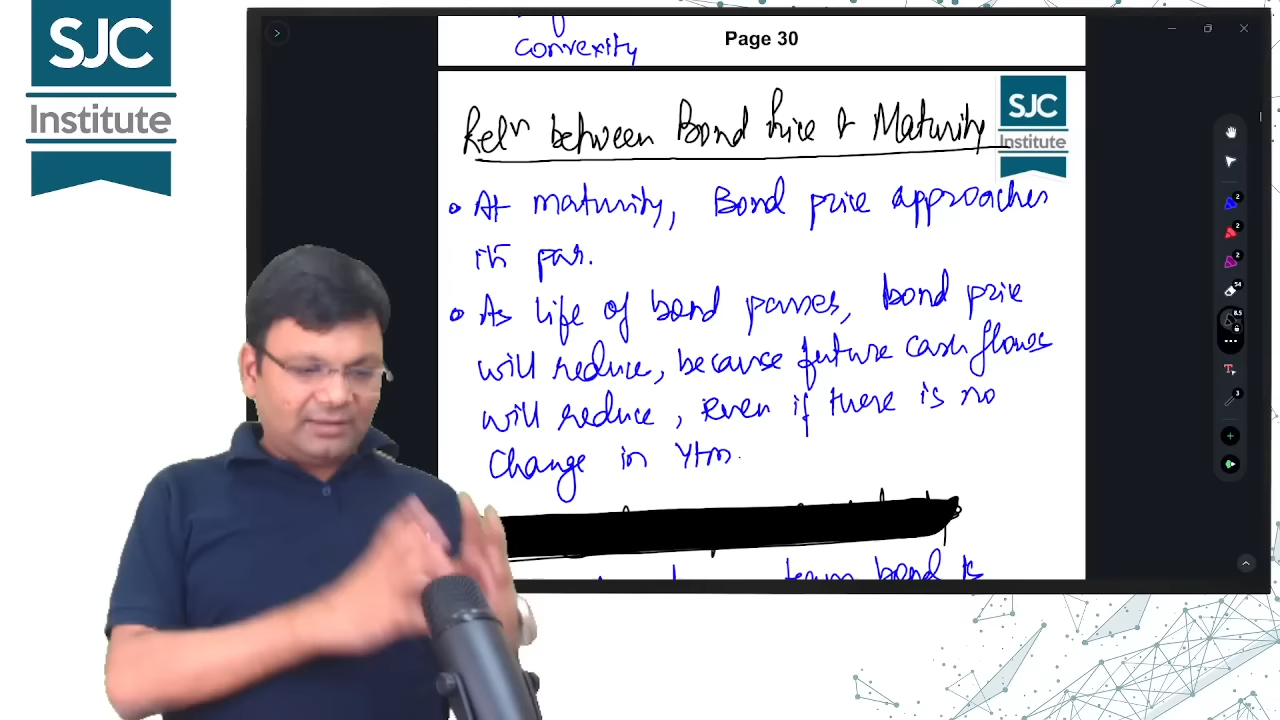 SJC
Institute
convexity
Page 30
SJC
Institute
Relⁿ between Bond Price & Maturity
• At maturity, Bond price approaches
its par.
• As life of bond passes, bond price
will reduce, because future cash flows
will reduce, even if there is no
change in ytm.
term bond is